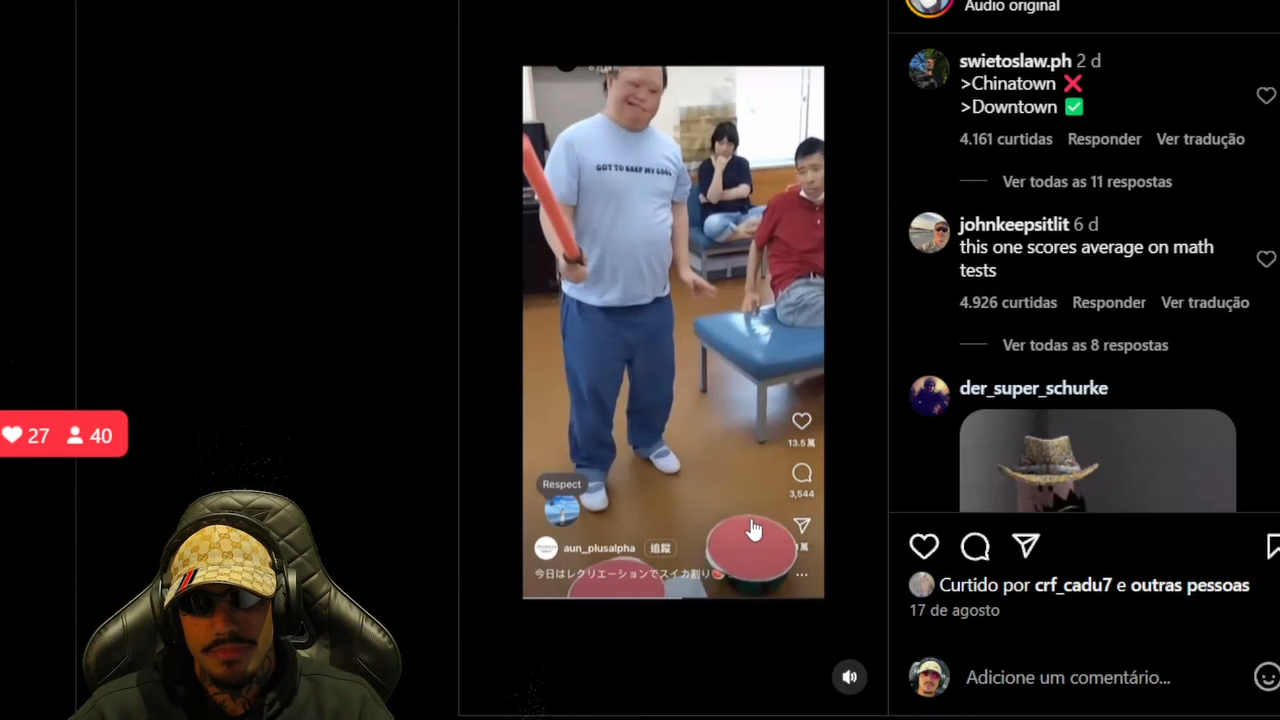 Áudio original
swietoslaw.ph 2 d
>Chinatown ❌
>Downtown ✅
4.161 curtidas Responder Ver tradução
Ver todas as 11 respostas
johnkeepsitlit 6 d
this one scores average on math
tests
4.926 curtidas Responder Ver tradução
Ver todas as 8 respostas
der_super_schurke
Curtido por crf_cadu7 e outras pessoas
17 de agosto
Adicione um comentário...
GOT TO KEEP MY COOL
13.5萬
3,544
萬
Respect
aun_plusalpha 追蹤
今日はレクリエーションでスイカ割り🍉
27 40